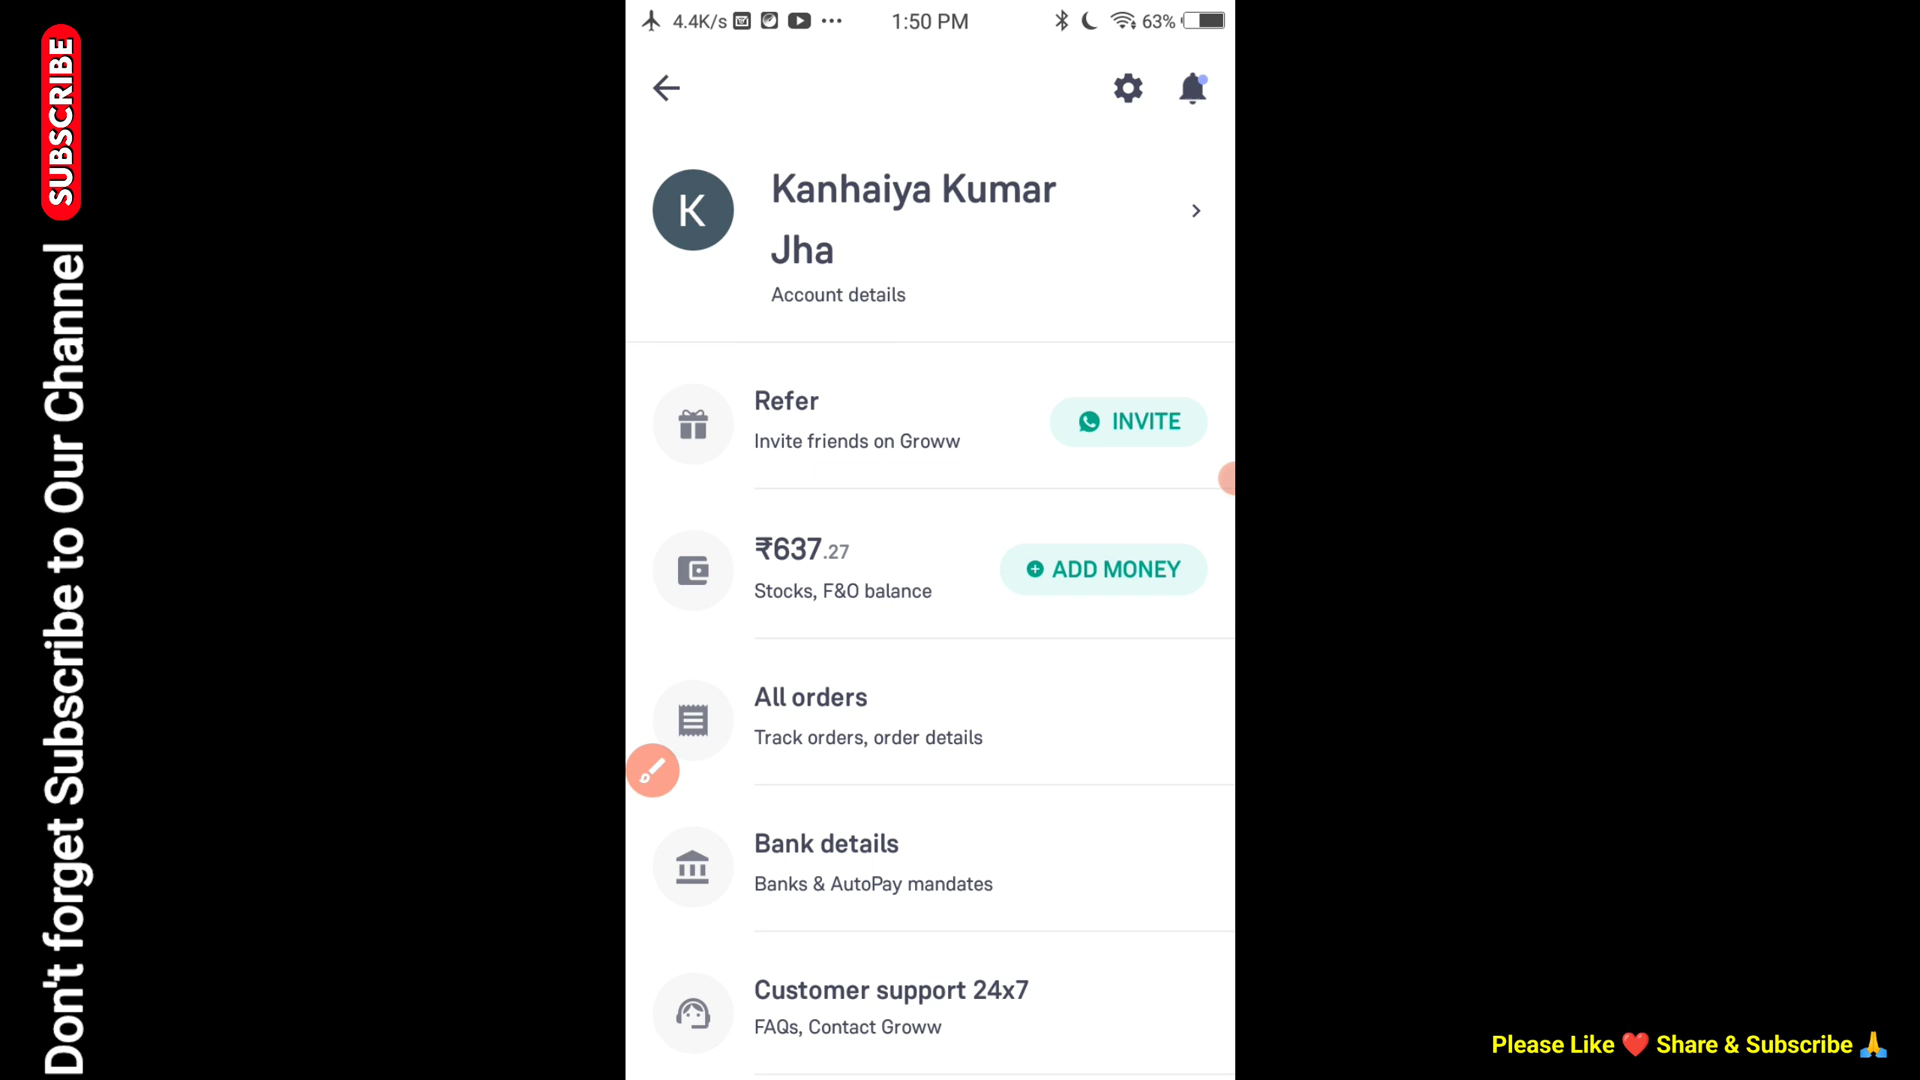 SUBSCRIBE
Don't forget Subscribe to Our Channel
4.4K/s
1:50 PM
63%
K
Kanhaiya Kumar
Jha
Account details
Refer
Invite friends on Groww
INVITE
₹637.27
Stocks, F&O balance
ADD MONEY
All orders
Track orders, order details
Bank details
Banks & AutoPay mandates
Customer support 24x7
FAQs, Contact Groww
Please Like ❤️ Share & Subscribe 🙏